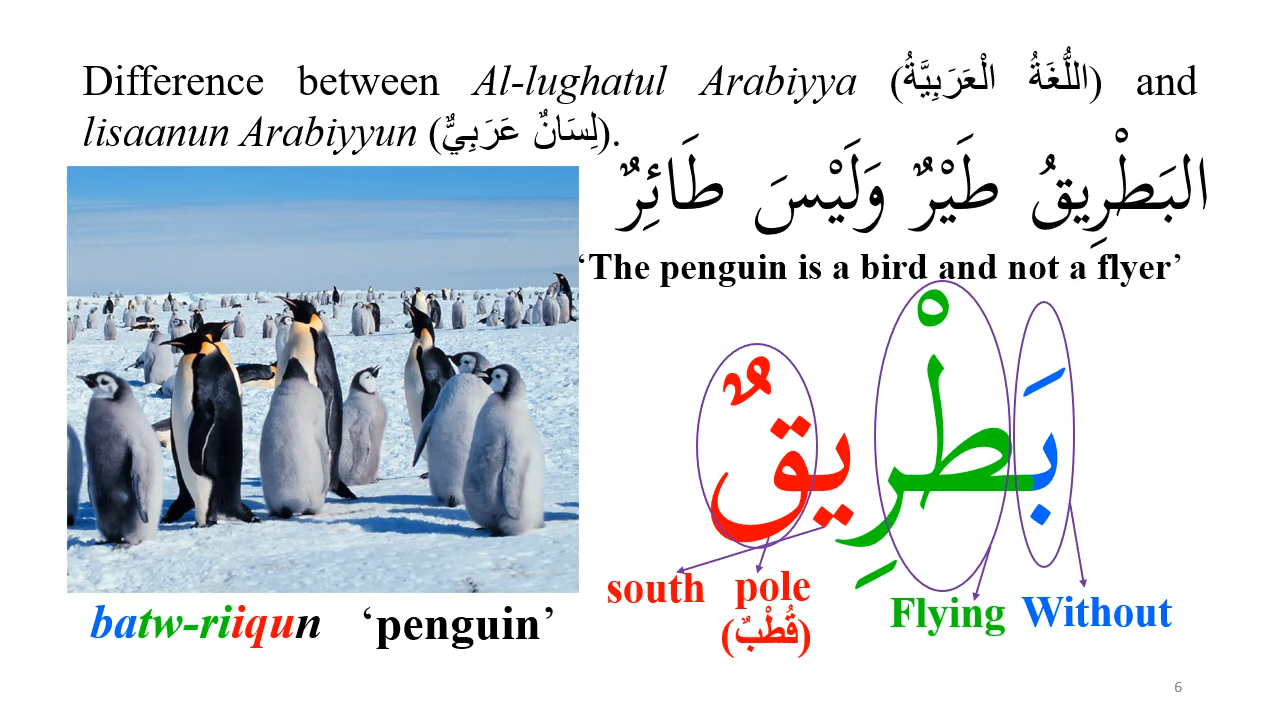 Difference between Al-lughatul Arabiyya (اللُّغَةُ الْعَرَبِيَّةُ) and
lisaanun Arabiyyun (لِسَانٌ عَرَبِيٌّ).
البَطْرِيقُ طَيْرٌ وَلَيْسَ طَائِرٌ
‘The penguin is a bird and not a flyer’
بَطْرِيقٌ
south pole Flying Without
(قُطْبٌ)
batw-riiqun ‘penguin’
6